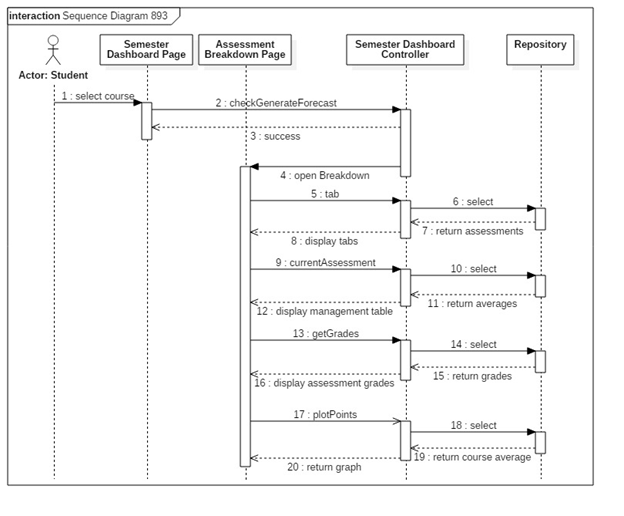 interaction Sequence Diagram 893
Semester
Dashboard Page
Assessment
Breakdown Page
Semester Dashboard
Controller
Repository
Actor: Student
1 : select course
2 : checkGenerateForecast
3 : success
4 : open Breakdown
5 : tab
6 : select
7 : return assessments
8 : display tabs
9 : currentAssessment
10 : select
11 : return averages
12 : display management table
13 : getGrades
14 : select
15 : return grades
16 : display assessment grades
17 : plotPoints
18 : select
19 : return course average
20 : return graph